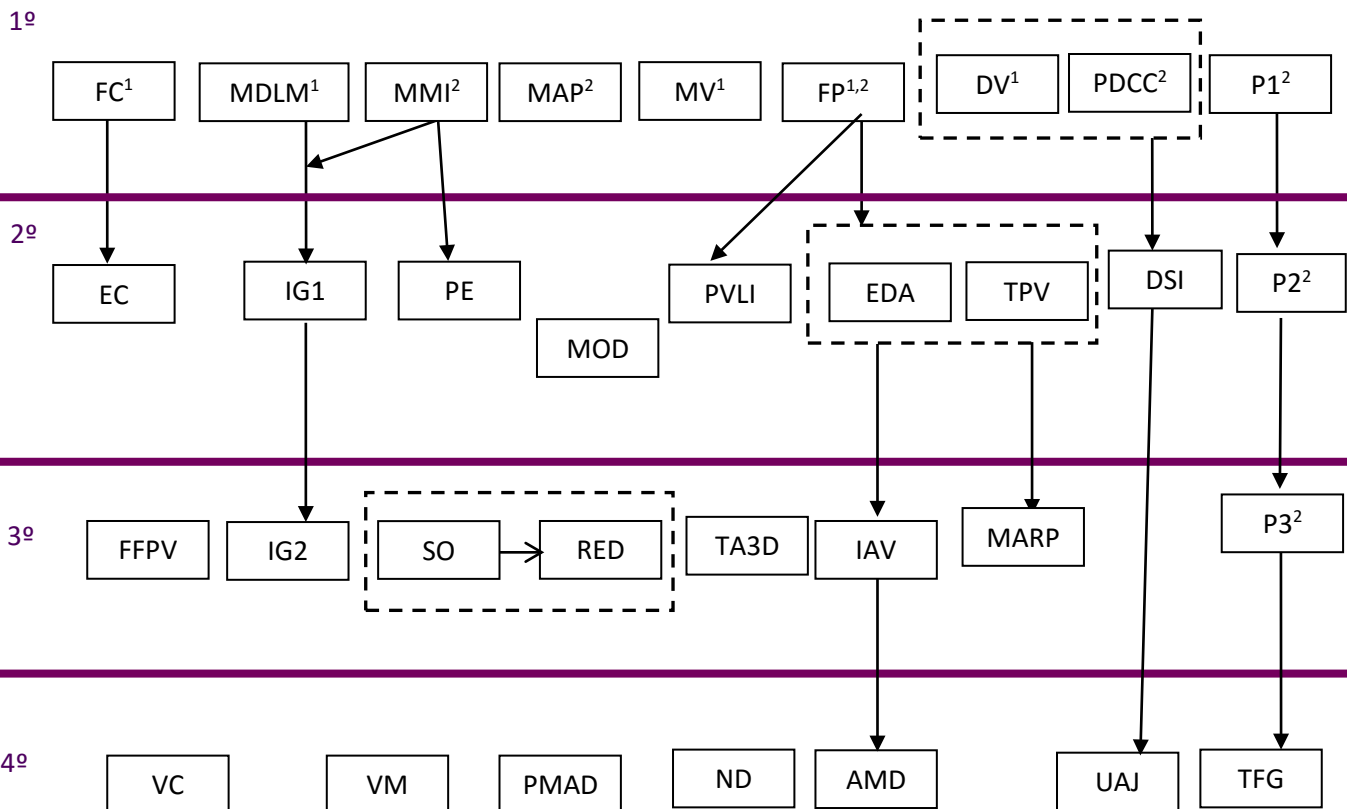 1º
FC¹ MDLM¹ MMI² MAP² MV¹ FP¹,² DV¹ PDCC² P1²
2º
EC IG1 PE MOD PVLI EDA TPV DSI P2²
3º
FFPV IG2 SO RED TA3D IAV MARP P3²
4º
VC VM PMAD ND AMD UAJ TFG